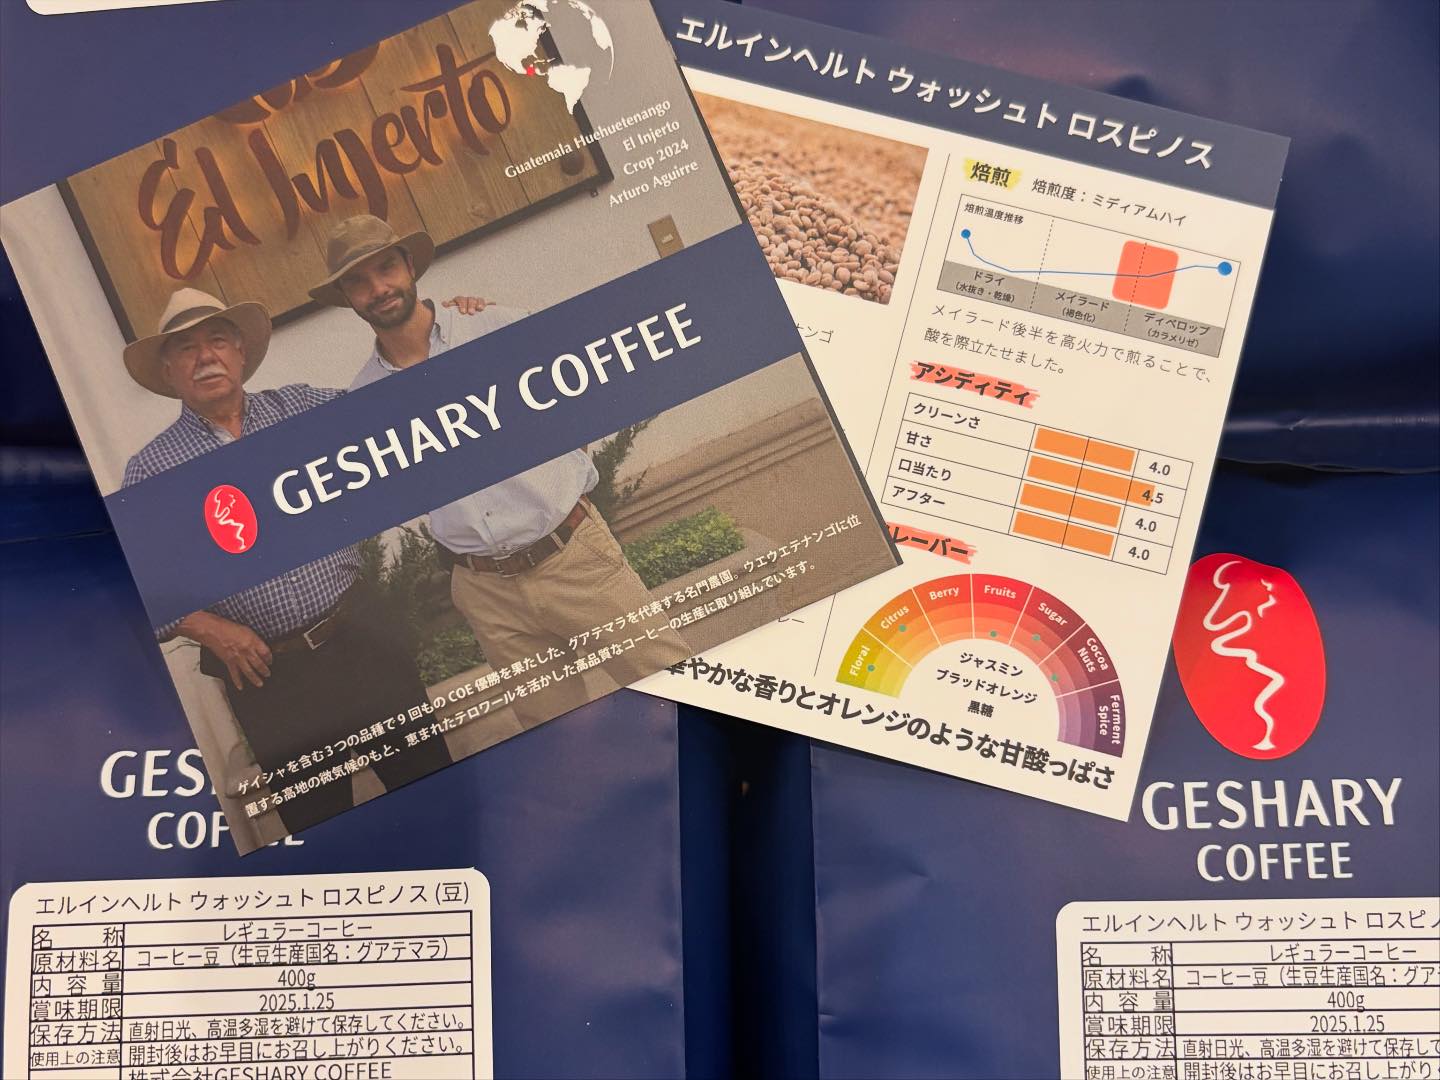 El Injerto
Guatemala Huehuetenango
El Injerto
Crop 2024
Arturo Aguirre
GESHARY COFFEE
ゲイシャを含む3つの品種で9回ものCOE優勝を果たした、グアテマラを代表する名門農園。ウエウエテナンゴに位
置する高地の微気候のもと、恵まれたテロワールを活かした高品質なコーヒーの生産に取り組んでいます。
エルインヘルト ウォッシュト ロスピノス
ナンゴ
レー
焙煎 焙煎度：ミディアムハイ
焙煎温度推移
ドライ
(水抜き・乾燥)
メイラード
(褐色化)
ディベロップ
(カラメリゼ)
メイラード後半を高火力で煎ることで、
酸を際立たせました。
アシディティ
クリーンさ 4.0
甘さ 4.5
口当たり 4.0
アフター 4.0
レーバー
Floral
Citrus
Berry
Fruits
Sugar
Cocoa
Nuts
Ferment
Spice
ジャスミン
ブラッドオレンジ
黒糖
華やかな香りとオレンジのような甘酸っぱさ
GES
COF
エルインヘルト ウォッシュト ロスピノス (豆)
名称 レギュラーコーヒー
原材料名 コーヒー豆（生豆生産国名：グアテマラ）
内容量 400g
賞味期限 2025.1.25
保存方法 直射日光、高温多湿を避けて保存してください。
使用上の注意 開封後はお早目にお召し上がりください。
株式会社GESHARY COFFEE
GESHARY
COFFEE
エルインヘルト ウォッシュト ロスピノ
名称 レギュラーコーヒー
原材料名 コーヒー豆（生豆生産国名：グア
内容量 400g
賞味期限 2025.1.25
保存方法 直射日光、高温多湿を避けて保存して
使用上の注意 開封後はお早目にお召し上がり